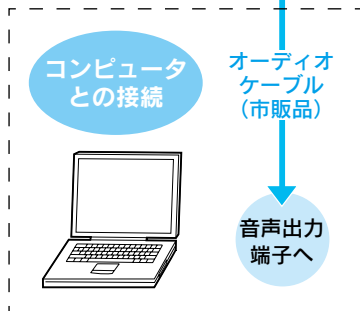 コンピュータ
との接続
オーディオ
ケーブル
（市販品）
音声出力
端子へ